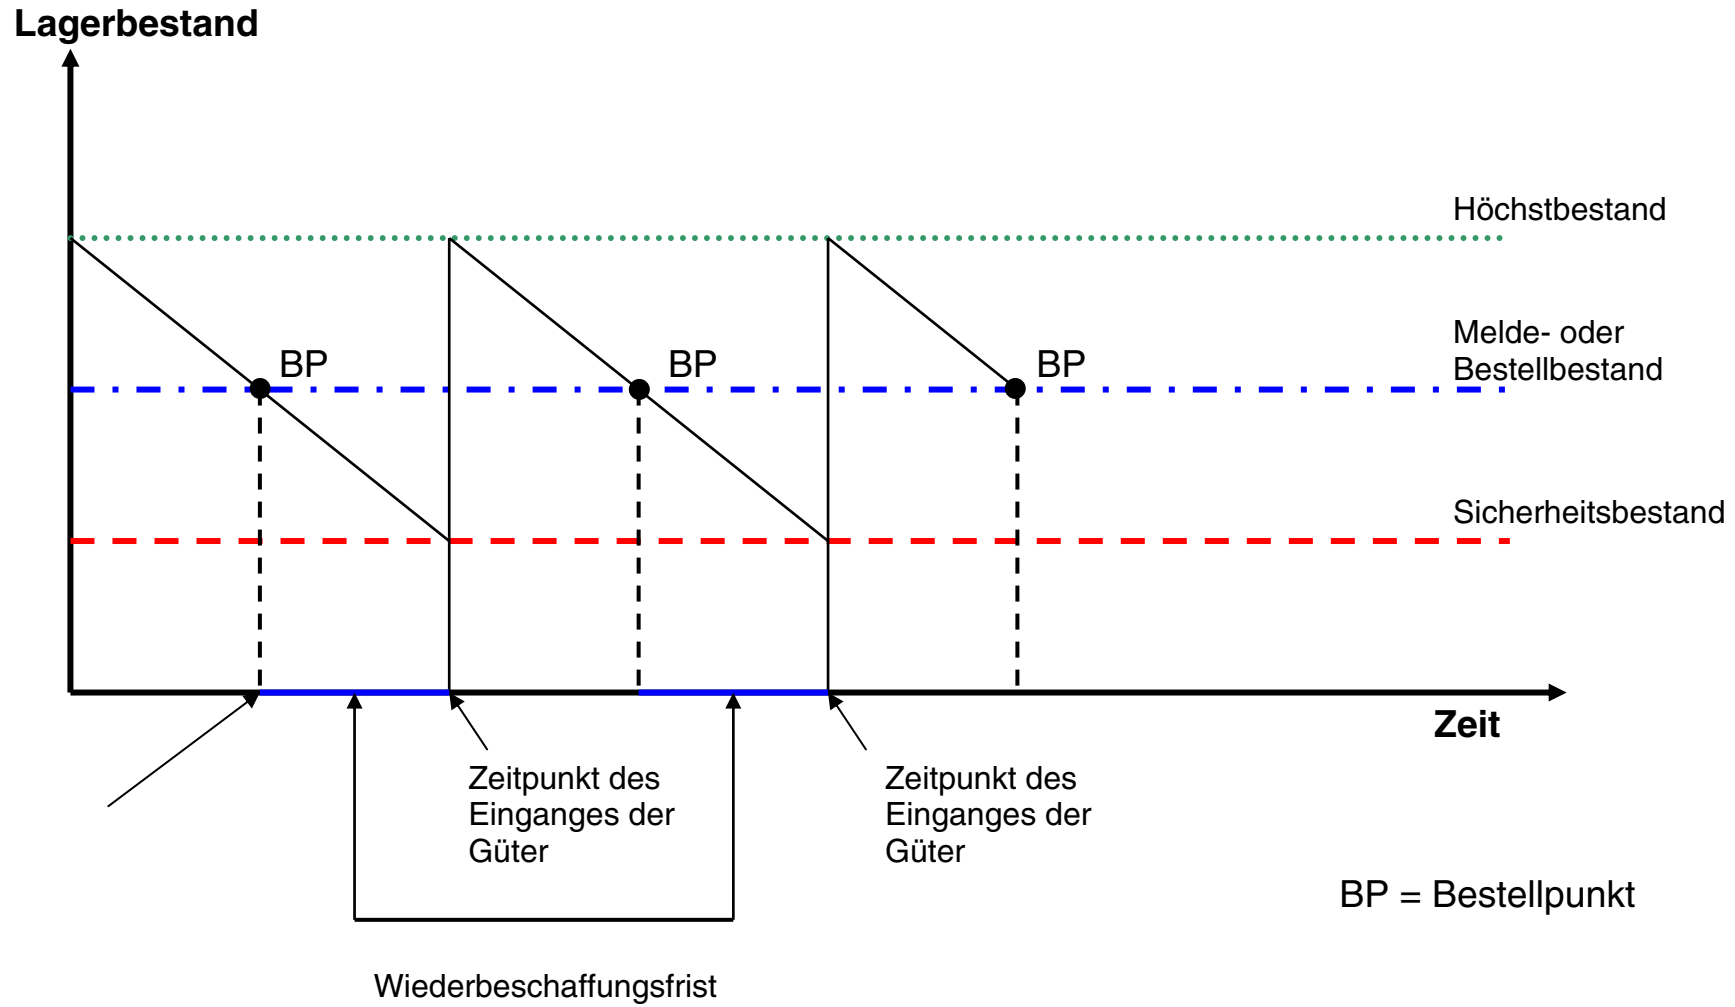 Lagerbestand
Höchstbestand
Melde- oder
Bestellbestand
BP
BP
BP
Sicherheitsbestand
Zeit
Zeitpunkt des
Einganges der
Güter
Zeitpunkt des
Einganges der
Güter
BP = Bestellpunkt
Wiederbeschaffungsfrist